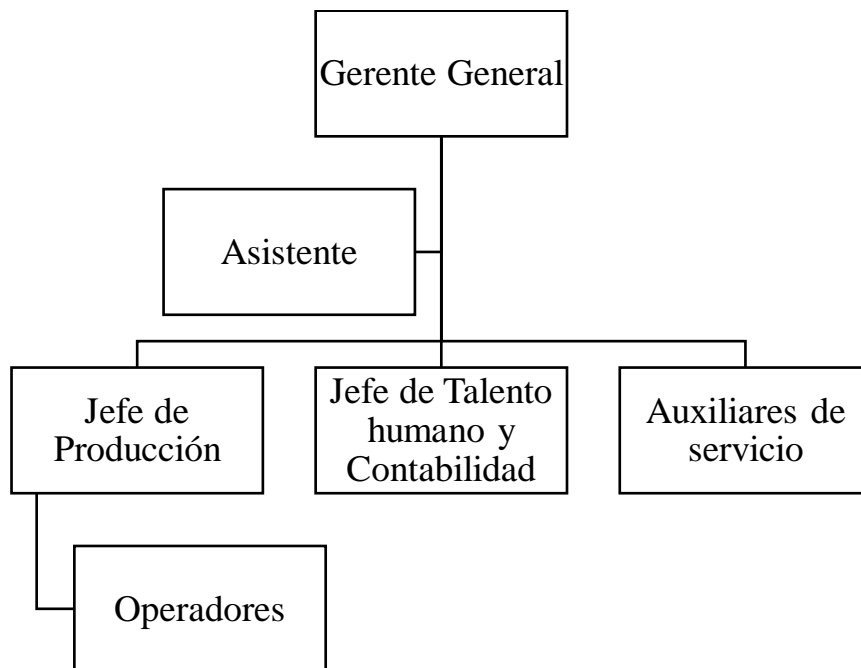 Gerente General
Asistente
Jefe de
Producción
Jefe de Talento
humano y
Contabilidad
Auxiliares de
servicio
Operadores